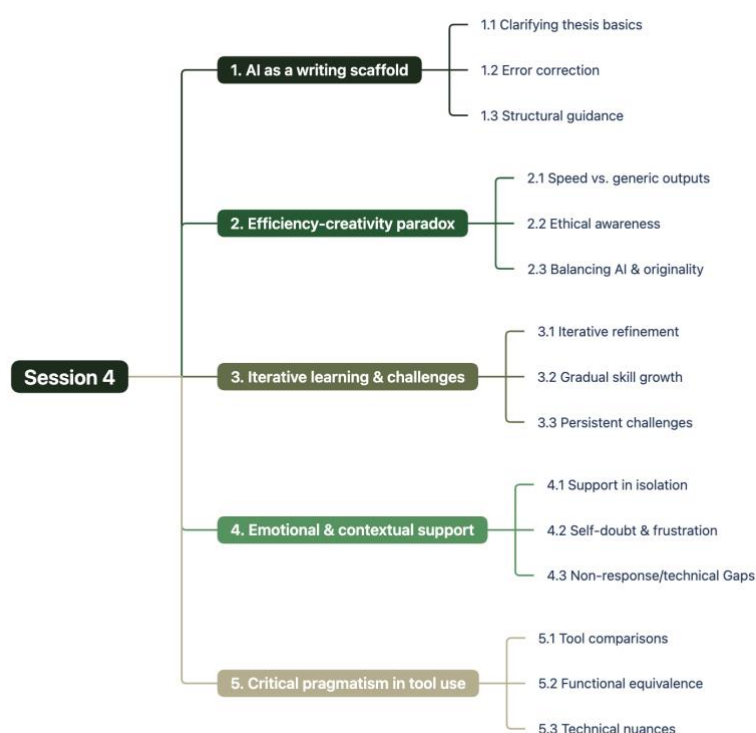 Session 4
1. AI as a writing scaffold
1.1 Clarifying thesis basics
1.2 Error correction
1.3 Structural guidance
2. Efficiency-creativity paradox
2.1 Speed vs. generic outputs
2.2 Ethical awareness
2.3 Balancing AI & originality
3. Iterative learning & challenges
3.1 Iterative refinement
3.2 Gradual skill growth
3.3 Persistent challenges
4. Emotional & contextual support
4.1 Support in isolation
4.2 Self-doubt & frustration
4.3 Non-response/technical Gaps
5. Critical pragmatism in tool use
5.1 Tool comparisons
5.2 Functional equivalence
5.3 Technical nuances